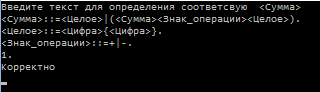 Введите текст для определения соответсвую  <Сумма>
<Сумма>::=<Целое>|(<Сумма><Знак_операции><Целое>).
<Целое>::=<Цифра>{<Цифра>}.
<Знак_операции>::=+|-.
1.
Корректно